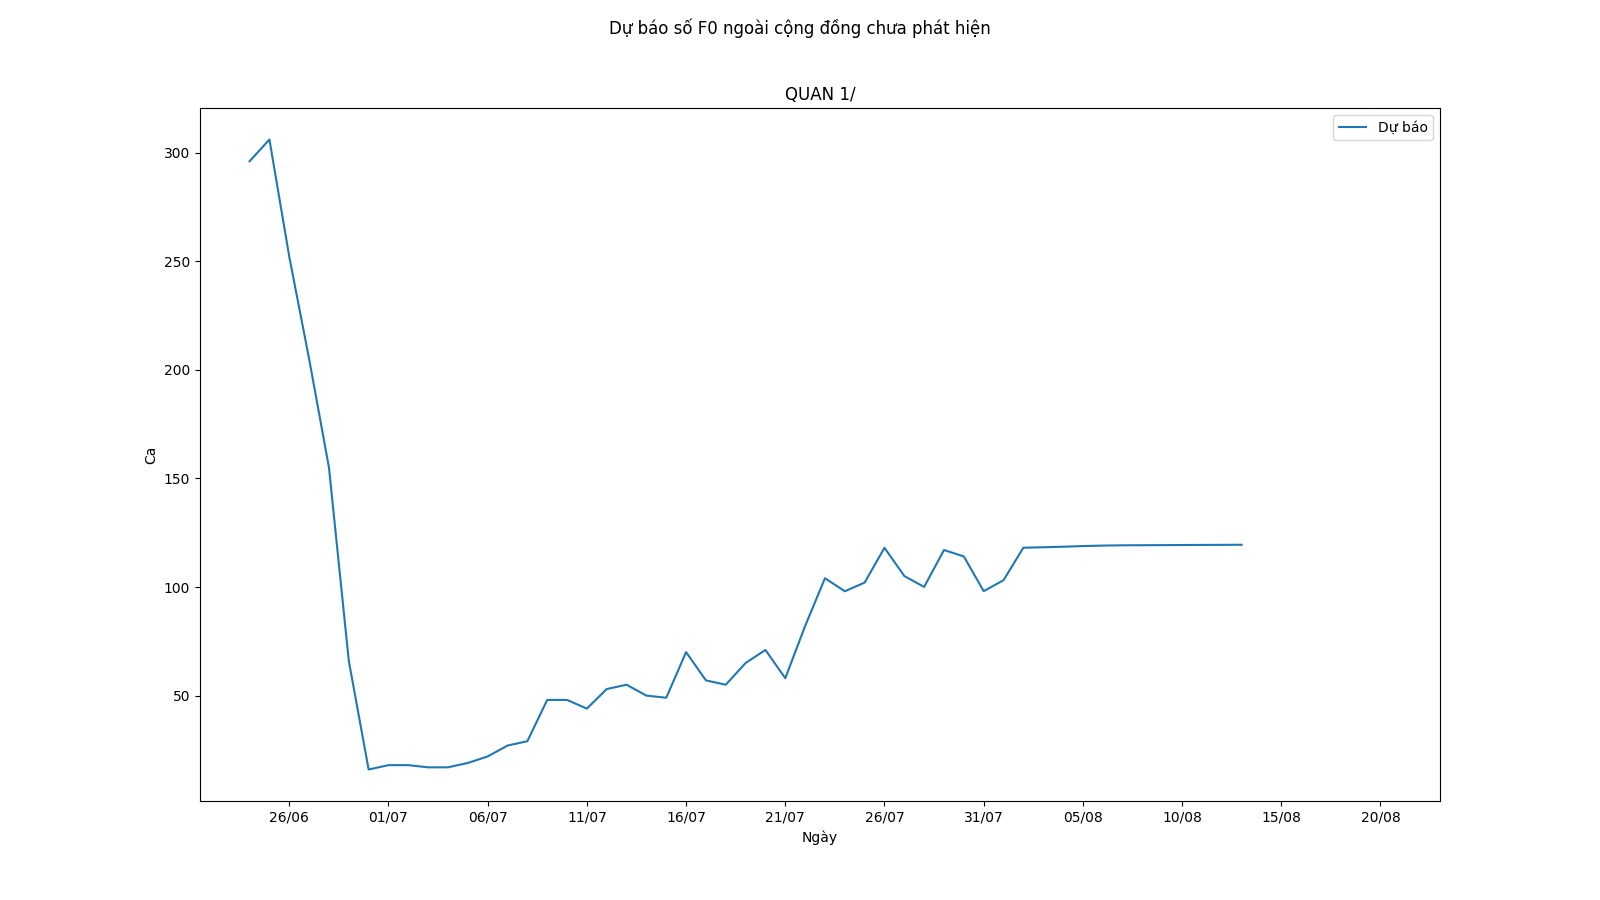 Dự báo số F0 ngoài cộng đồng chưa phát hiện
QUAN 1/
Dự báo
300
250
200
150
100
50
Ca
26/06 01/07 06/07 11/07 16/07 21/07 26/07 31/07 05/08 10/08 15/08 20/08
Ngày